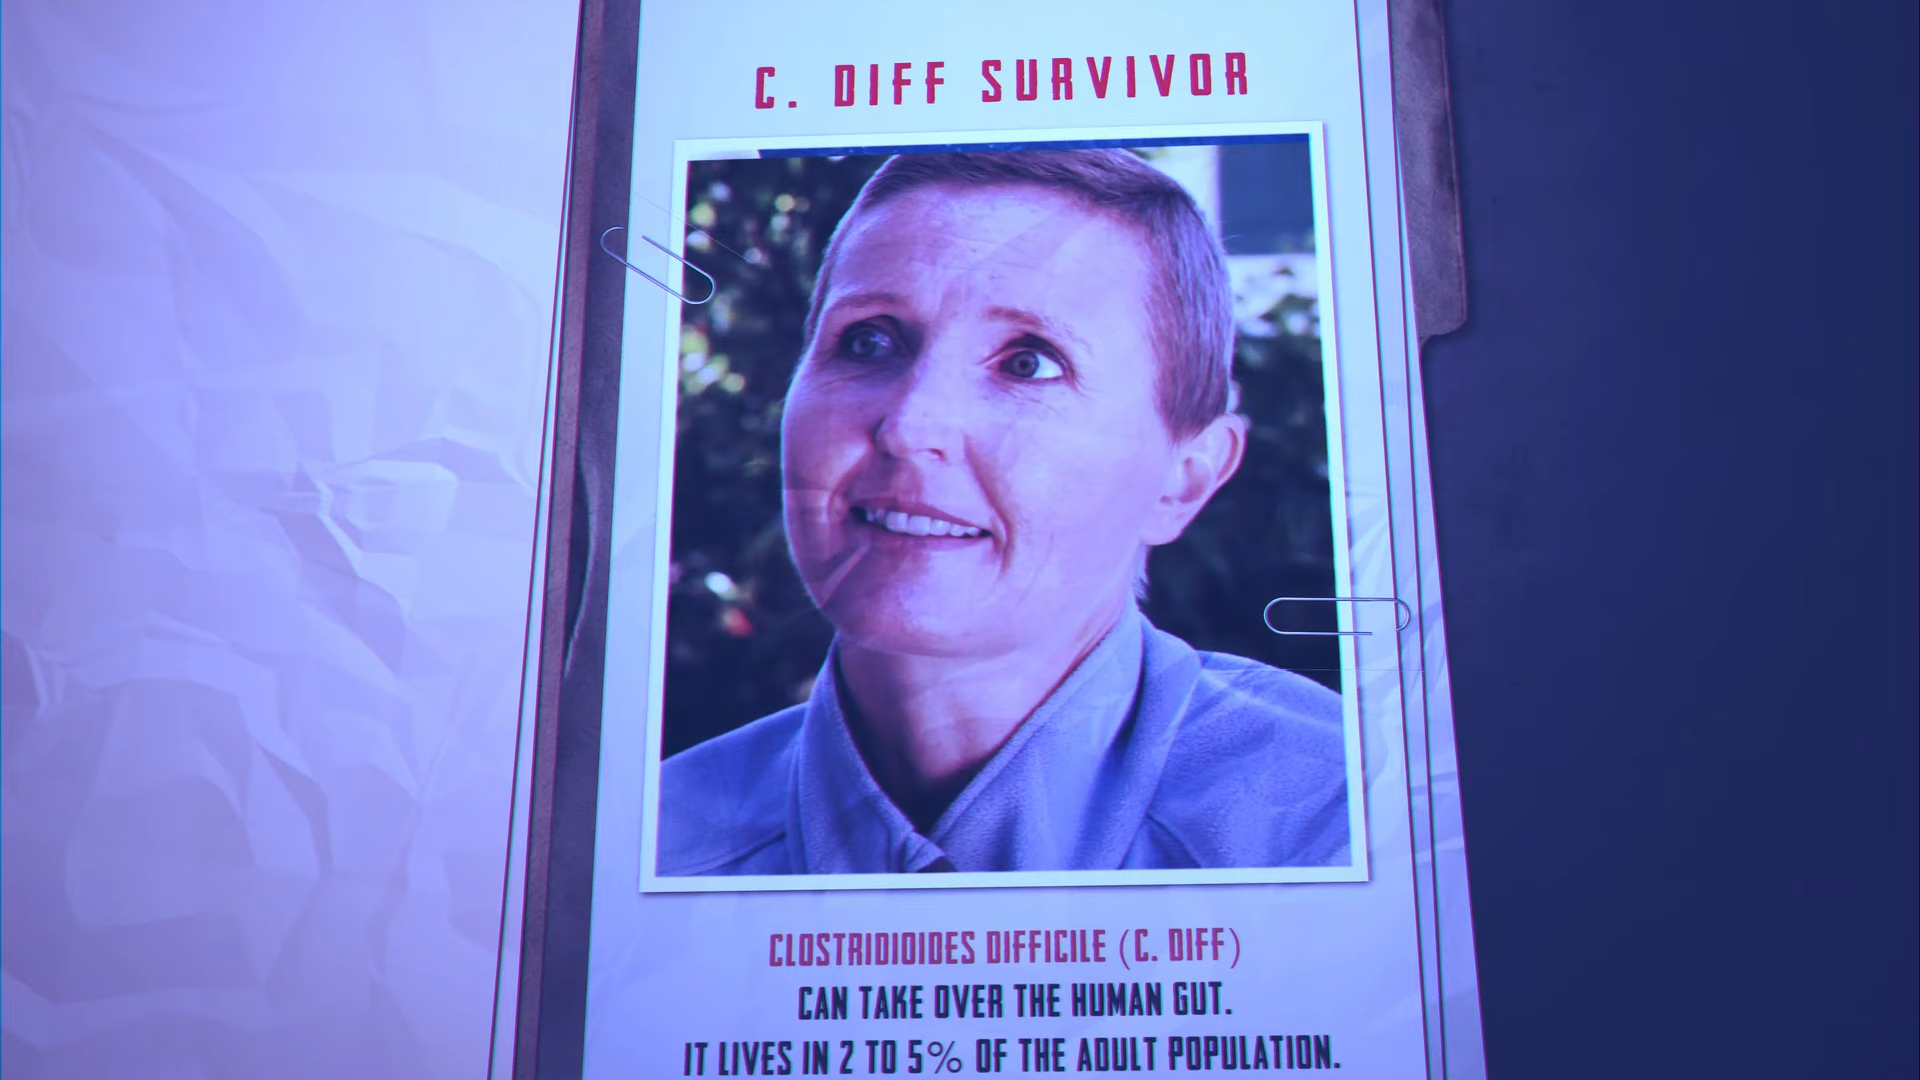 C. DIFF SURVIVOR
CLOSTRIDIOIDES DIFFICILE (C. DIFF)
CAN TAKE OVER THE HUMAN GUT.
IT LIVES IN 2 TO 5% OF THE ADULT POPULATION.